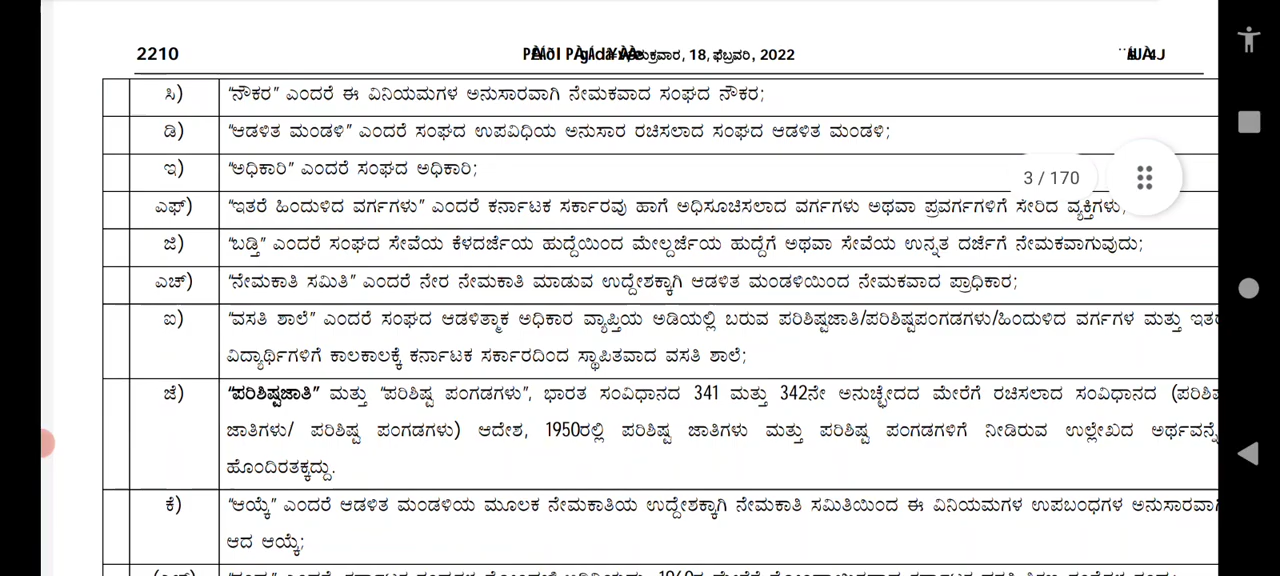 2210 ಶುಕ್ರವಾರ, 18, ಫೆಬ್ರವರಿ, 2022
ಸಿ) “ನೌಕರ” ಎಂದರೆ ಈ ವಿನಿಯಮಗಳ ಅನುಸಾರವಾಗಿ ನೇಮಕವಾದ ಸಂಘದ ನೌಕರ;
ಡಿ) “ಆಡಳಿತ ಮಂಡಳಿ” ಎಂದರೆ ಸಂಘದ ಉಪವಿಧಿಯ ಅನುಸಾರ ರಚಿಸಲಾದ ಸಂಘದ ಆಡಳಿತ ಮಂಡಳಿ;
ಇ) “ಅಧಿಕಾರಿ” ಎಂದರೆ ಸಂಘದ ಅಧಿಕಾರಿ;
3 / 170
ಎಫ್) “ಇತರೆ ಹಿಂದುಳಿದ ವರ್ಗಗಳು” ಎಂದರೆ ಕರ್ನಾಟಕ ಸರ್ಕಾರವು ಹಾಗೆ ಅಧಿಸೂಚಿಸಲಾದ ವರ್ಗಗಳು ಅಥವಾ ಪ್ರವರ್ಗಗಳಿಗೆ ಸೇರಿದ ವ್ಯಕ್ತಿಗಳು;
ಜಿ) “ಬಡ್ತಿ” ಎಂದರೆ ಸಂಘದ ಸೇವೆಯ ಕೆಳದರ್ಜೆಯ ಹುದ್ದೆಯಿಂದ ಮೇಲ್ದರ್ಜೆಯ ಹುದ್ದೆಗೆ ಅಥವಾ ಸೇವೆಯ ಉನ್ನತ ದರ್ಜೆಗೆ ನೇಮಕವಾಗುವುದು;
ಎಚ್) “ನೇಮಕಾತಿ ಸಮಿತಿ” ಎಂದರೆ ನೇರ ನೇಮಕಾತಿ ಮಾಡುವ ಉದ್ದೇಶಕ್ಕಾಗಿ ಆಡಳಿತ ಮಂಡಳಿಯಿಂದ ನೇಮಕವಾದ ಪ್ರಾಧಿಕಾರ;
ಐ) “ವಸತಿ ಶಾಲೆ” ಎಂದರೆ ಸಂಘದ ಆಡಳಿತ್ಮಾಕ ಅಧಿಕಾರ ವ್ಯಾಪ್ತಿಯ ಅಡಿಯಲ್ಲಿ ಬರುವ ಪರಿಶಿಷ್ಟಜಾತಿ/ಪರಿಶಿಷ್ಟಪಂಗಡಗಳು/ಹಿಂದುಳಿದ ವರ್ಗಗಳ ಮತ್ತು ಇತರ
ವಿದ್ಯಾರ್ಥಿಗಳಿಗೆ ಕಾಲಕಾಲಕ್ಕೆ ಕರ್ನಾಟಕ ಸರ್ಕಾರದಿಂದ ಸ್ಥಾಪಿತವಾದ ವಸತಿ ಶಾಲೆ;
ಜೆ) “ಪರಿಶಿಷ್ಟಜಾತಿ” ಮತ್ತು “ಪರಿಶಿಷ್ಟ ಪಂಗಡಗಳು”, ಭಾರತ ಸಂವಿಧಾನದ 341 ಮತ್ತು 342ನೇ ಅನುಚ್ಛೇದದ ಮೇರೆಗೆ ರಚಿಸಲಾದ ಸಂವಿಧಾನದ (ಪರಿಶಿಷ್ಟ
ಜಾತಿಗಳು/ ಪರಿಶಿಷ್ಟ ಪಂಗಡಗಳು) ಆದೇಶ, 1950ರಲ್ಲಿ ಪರಿಶಿಷ್ಟ ಜಾತಿಗಳು ಮತ್ತು ಪರಿಶಿಷ್ಟ ಪಂಗಡಗಳಿಗೆ ನೀಡಿರುವ ಉಲ್ಲೇಖಿದ ಅರ್ಥವನ್ನೇ
ಹೊಂದಿರತಕ್ಕದ್ದು.
ಕೆ) “ಆಯ್ಕೆ” ಎಂದರೆ ಆಡಳಿತ ಮಂಡಳಿಯ ಮೂಲಕ ನೇಮಕಾತಿಯ ಉದ್ದೇಶಕ್ಕಾಗಿ ನೇಮಕಾತಿ ಸಮಿತಿಯಿಂದ ಈ ವಿನಿಯಮಗಳ ಉಪಬಂಧಗಳ ಅನುಸಾರವಾಗಿ
ಆದ ಆಯ್ಕೆ;